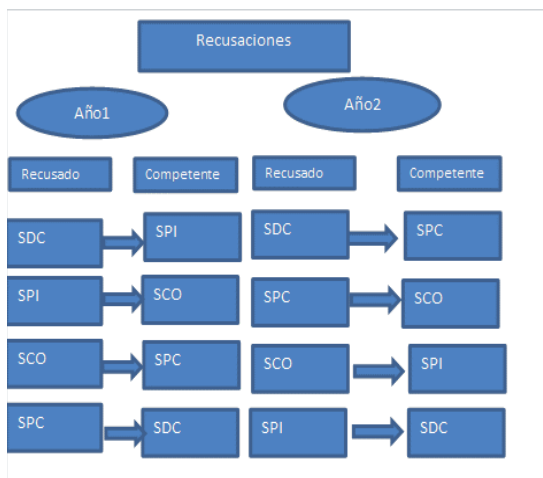 Recusaciones
Año1
Año2
Recusado
Competente
Recusado
Competente
SDC
SPI
SDC
SPC
SPI
SCO
SPC
SCO
SCO
SPC
SCO
SPI
SPC
SDC
SPI
SDC